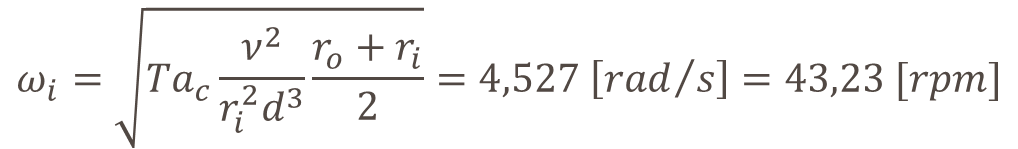 ω_i = √(Ta_c ν²/(r_i² d³) (r_o + r_i)/2) = 4,527 [rad/s] = 43,23 [rpm]